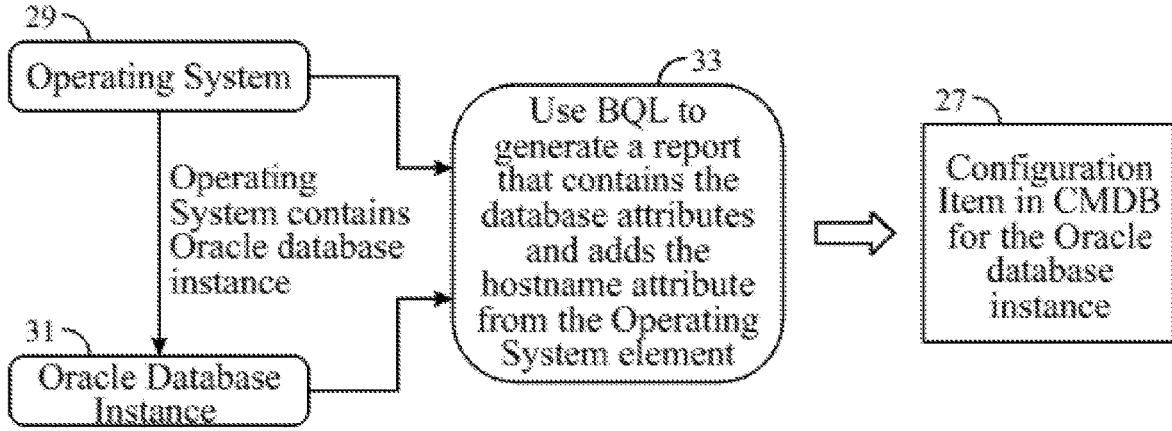 29
Operating System
Operating
System contains
Oracle database
instance
31
Oracle Database
Instance
33
Use BQL to
generate a report
that contains the
database attributes
and adds the
hostname attribute
from the Operating
System element
27
Configuration
Item in CMDB
for the Oracle
database
instance